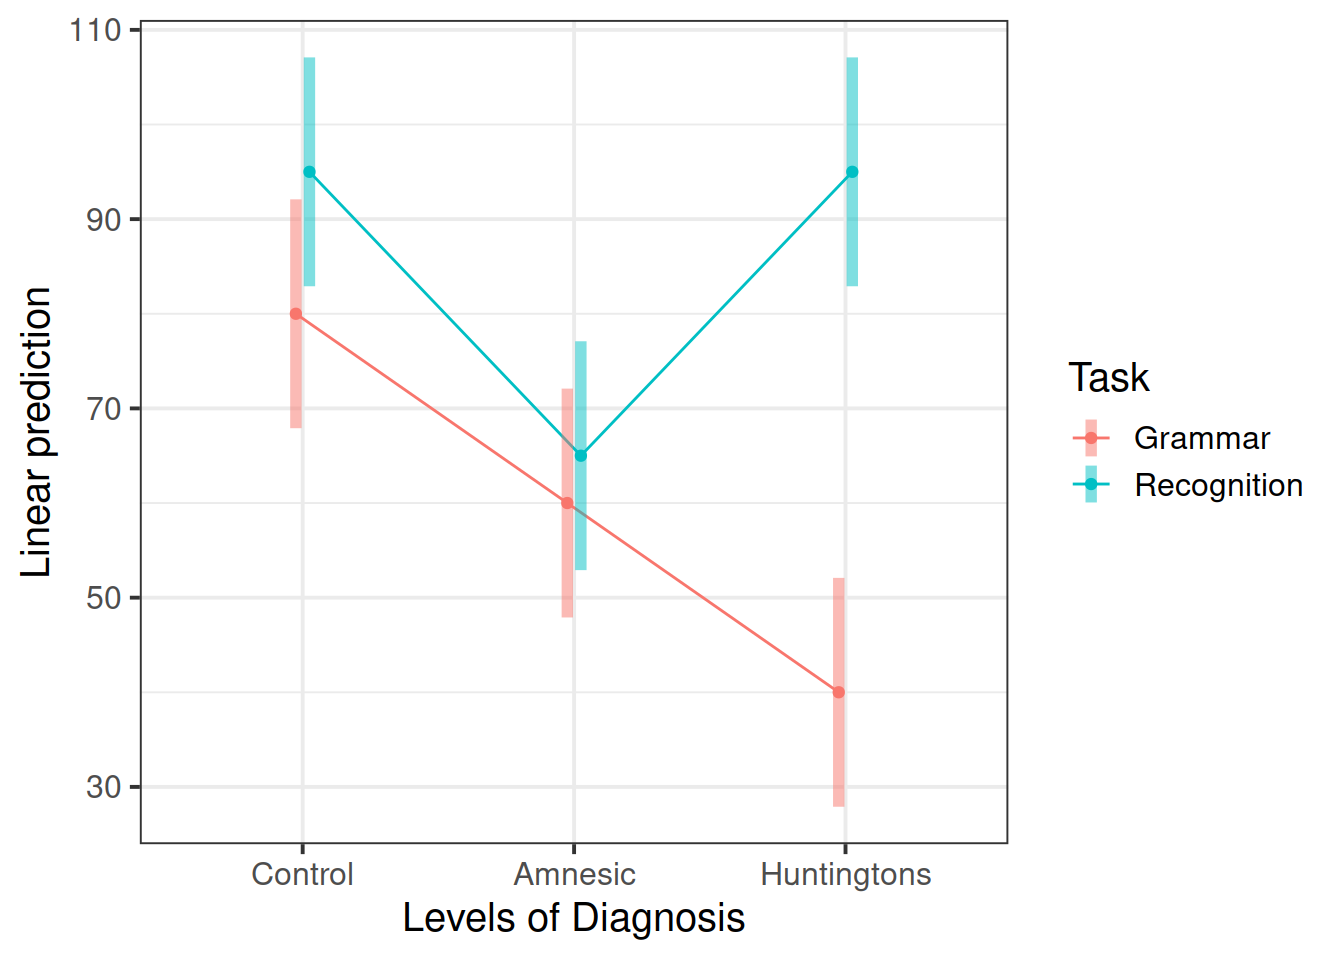 110
90
70
50
30
Linear prediction
Control Amnesic Huntingtons
Levels of Diagnosis
Task
Grammar
Recognition